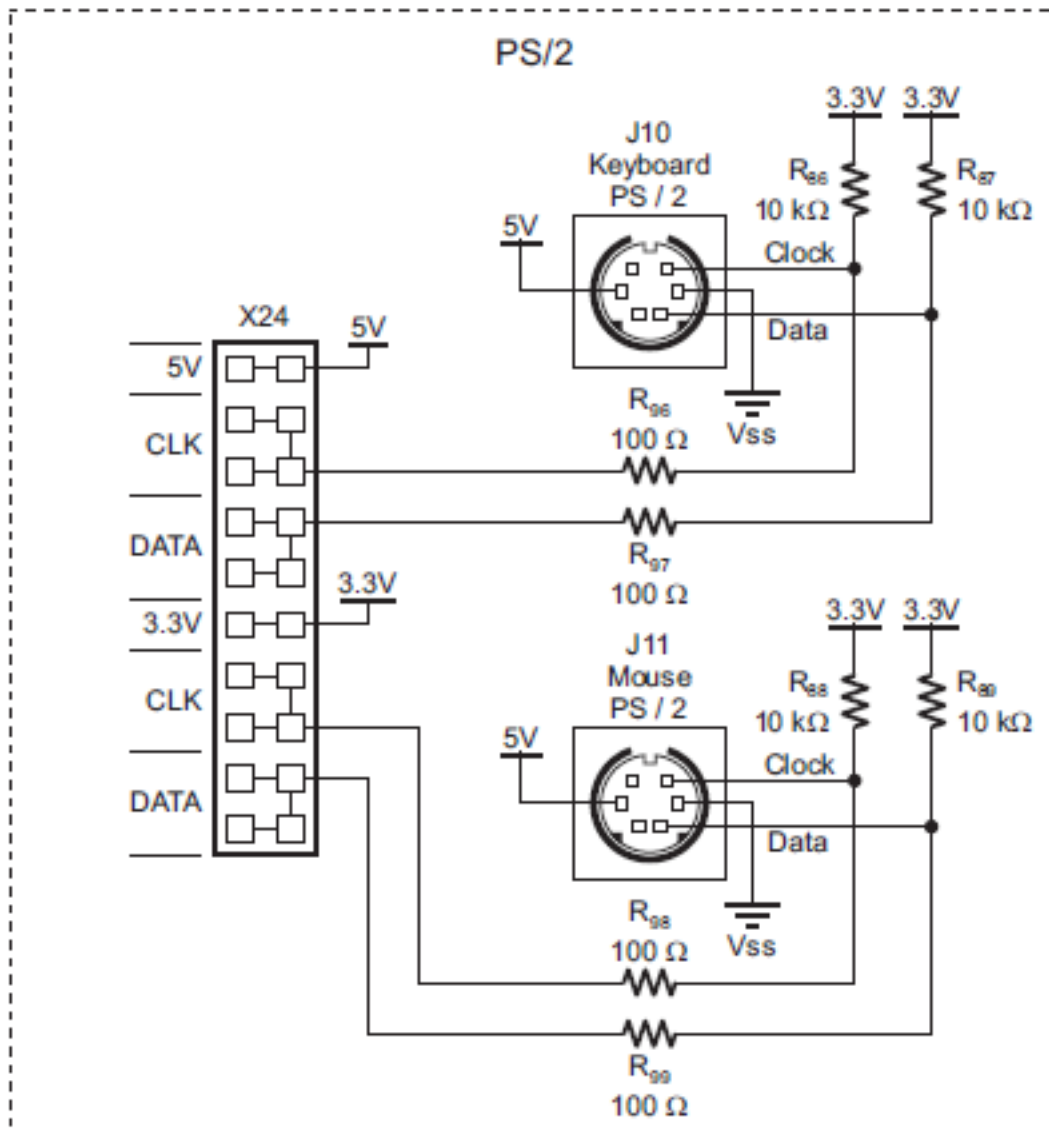 PS/2
3.3V 3.3V
J10
Keyboard
PS / 2
R86
10 kΩ
R87
10 kΩ
5V
Clock
Data
Vss
X24
5V
5V
CLK
DATA
3.3V
3.3V
CLK
DATA
R96
100 Ω
R97
100 Ω
3.3V 3.3V
J11
Mouse
PS / 2
R88
10 kΩ
R89
10 kΩ
5V
Clock
Data
Vss
R98
100 Ω
R99
100 Ω